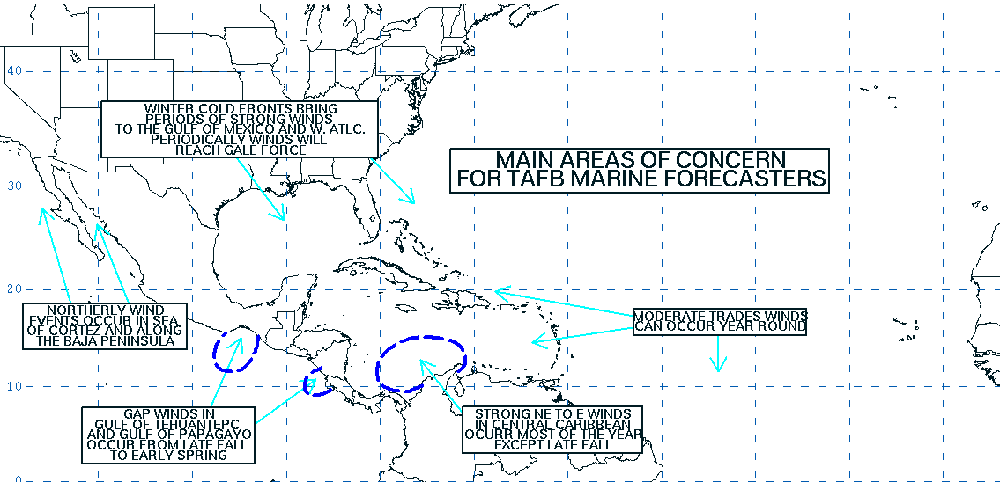 40
WINTER COLD FRONTS BRING
PERIODS OF STRONG WINDS
TO THE GULF OF MEXICO AND W. ATLC.
PERIODICALLY WINDS WILL
REACH GALE FORCE
MAIN AREAS OF CONCERN
FOR TAFB MARINE FORECASTERS
30
20
NORTHERLY WIND
EVENTS OCCUR IN SEA
OF CORTEZ AND ALONG
THE BAJA PENINSULA
MODERATE TRADES WINDS
CAN OCCUR YEAR ROUND
10
GAP WINDS IN
GULF OF TEHUANTEPC
AND GULF OF PAPAGAYO
OCCUR FROM LATE FALL
TO EARLY SPRING
STRONG NE TO E WINDS
IN CENTRAL CARIBBEAN
OCURR MOST OF THE YEAR
EXCEPT LATE FALL
0